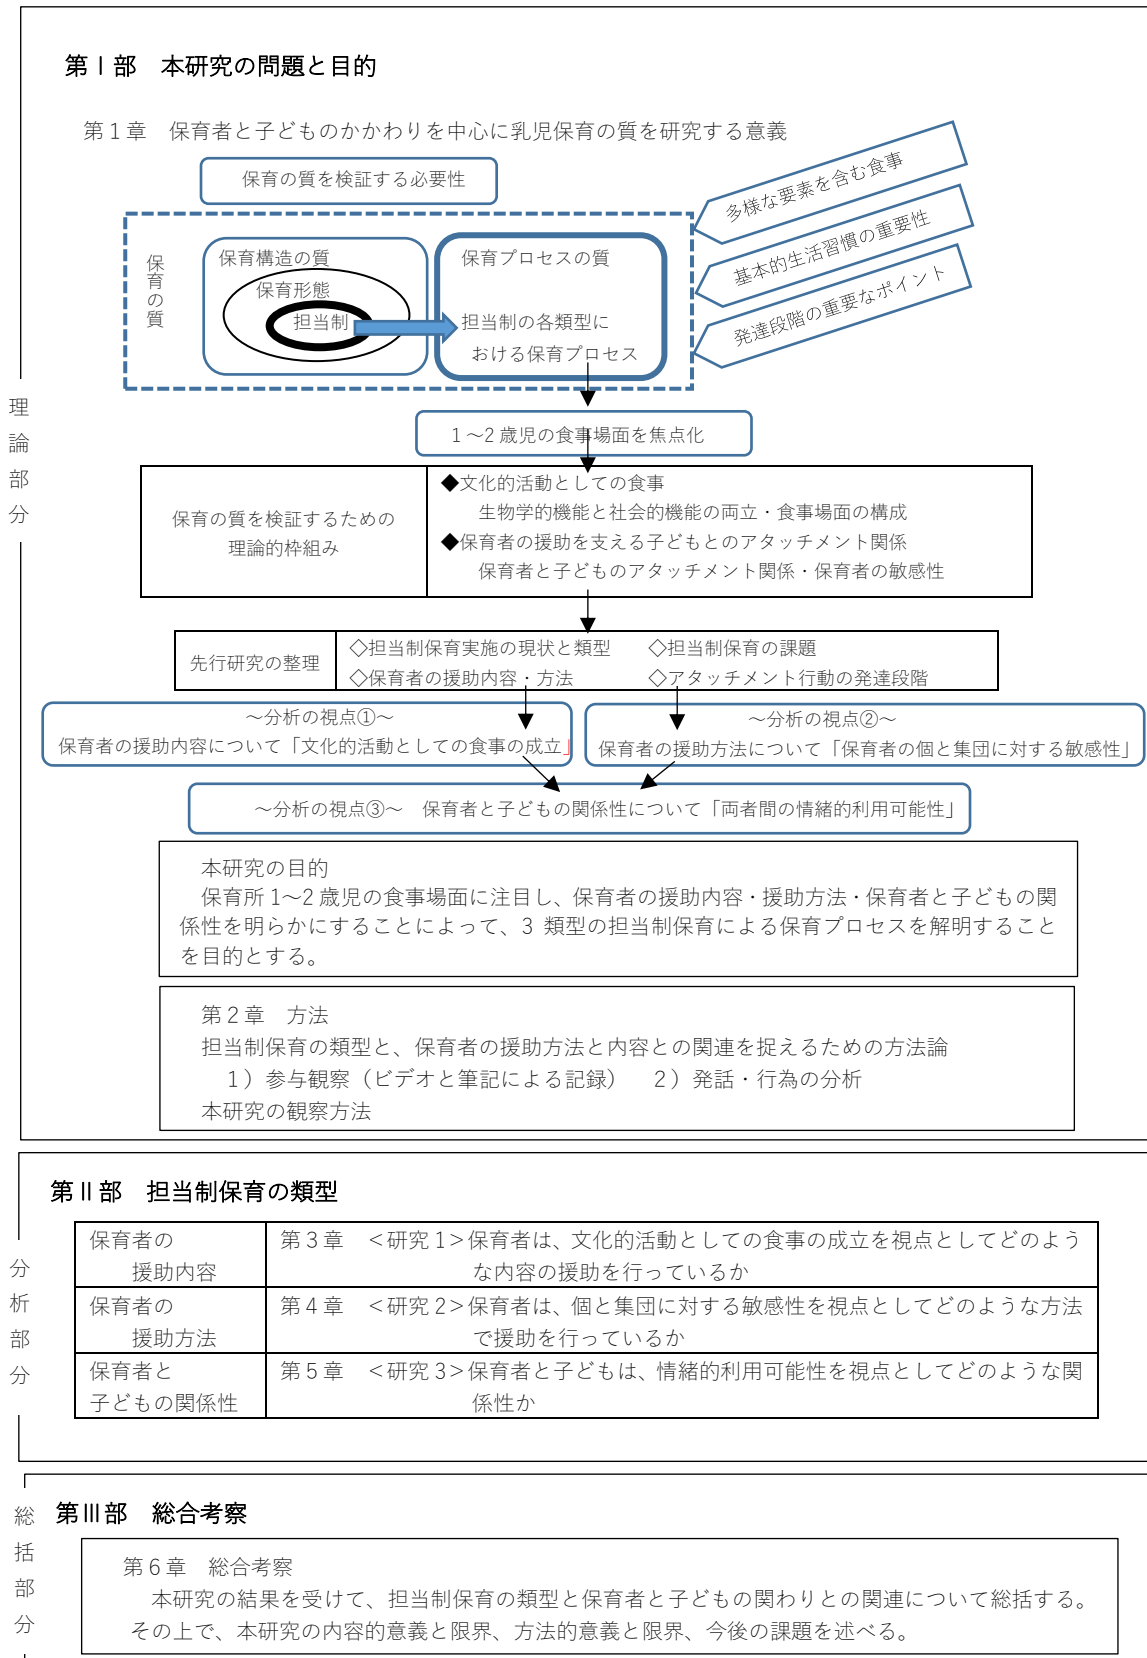 第Ⅰ部　本研究の問題と目的
第1章　保育者と子どものかかわりを中心に乳児保育の質を研究する意義
保育の質を検証する必要性
多様な要素を含む食事
基本的生活習慣の重要性
発達段階の重要なポイント
保育の質
保育構造の質
保育形態
担当制
保育プロセスの質
担当制の各類型に
おける保育プロセス
1～2歳児の食事場面を焦点化
理論部分
保育の質を検証するための
理論的枠組み
◆文化的活動としての食事
生物学的機能と社会的機能の両立・食事場面の構成
◆保育者の援助を支える子どもとのアタッチメント関係
保育者と子どものアタッチメント関係・保育者の敏感性
先行研究の整理
◇担当制保育実施の現状と類型　◇担当制保育の課題
◇保育者の援助内容・方法　◇アタッチメント行動の発達段階
～分析の視点①～
保育者の援助内容について「文化的活動としての食事の成立」
～分析の視点②～
保育者の援助方法について「保育者の個と集団に対する敏感性」
～分析の視点③～　保育者と子どもの関係性について「両者間の情緒的利用可能性」
本研究の目的
保育所1～2歳児の食事場面に注目し、保育者の援助内容・援助方法・保育者と子どもの関
係性を明らかにすることによって、3 類型の担当制保育による保育プロセスを解明すること
を目的とする。
第2章　方法
担当制保育の類型と、保育者の援助方法と内容との関連を捉えるための方法論
1）参与観察（ビデオと筆記による記録）　2）発話・行為の分析
本研究の観察方法
第Ⅱ部　担当制保育の類型
分析部分
保育者の
援助内容
第3章　＜研究1＞保育者は、文化的活動としての食事の成立を視点としてどのよう
な内容の援助を行っているか
保育者の
援助方法
第4章　＜研究2＞保育者は、個と集団に対する敏感性を視点としてどのような方法
で援助を行っているか
保育者と
子どもの関係性
第5章　＜研究3＞保育者と子どもは、情緒的利用可能性を視点としてどのような関
係性か
総括部分
第Ⅲ部　総合考察
第6章　総合考察
本研究の結果を受けて、担当制保育の類型と保育者と子どもの関わりとの関連について総括する。
その上で、本研究の内容的意義と限界、方法的意義と限界、今後の課題を述べる。